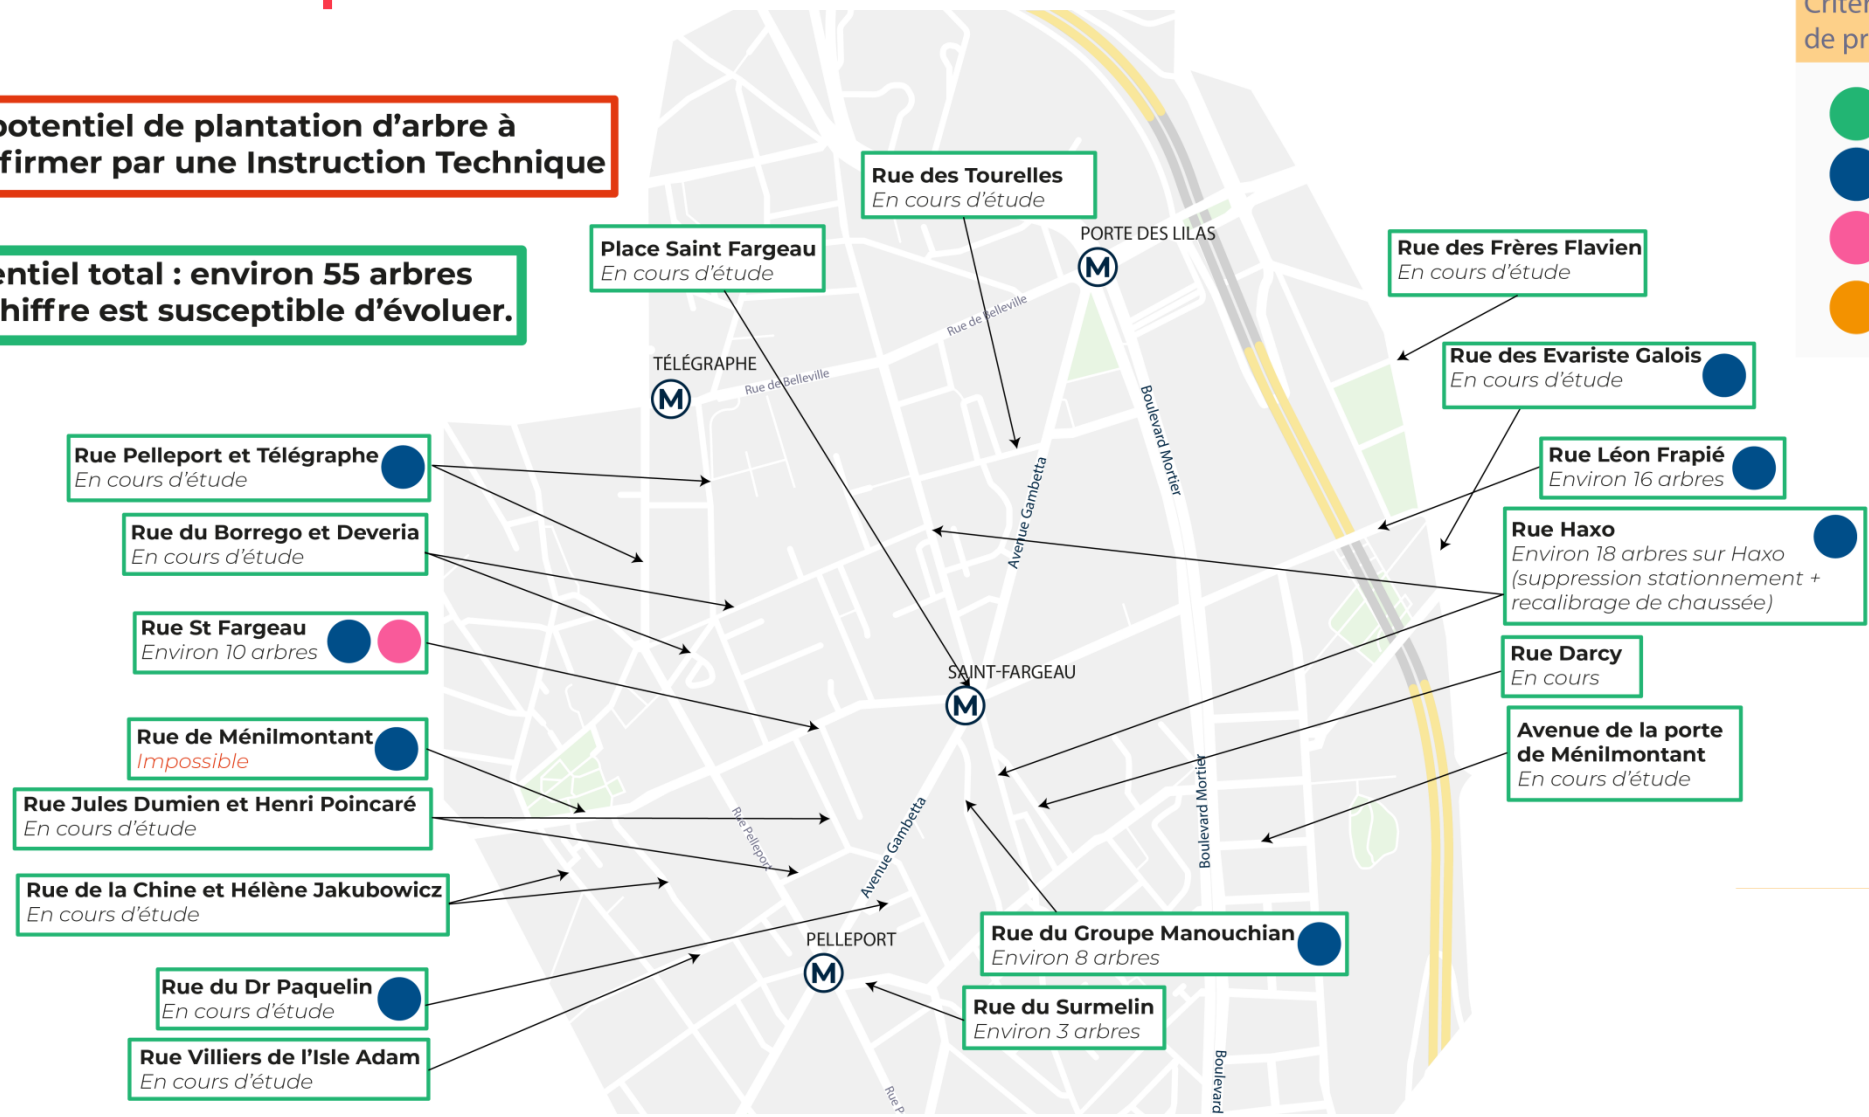 potentiel de plantation d'arbre à
firmer par une Instruction Technique
entiel total : environ 55 arbres
hiffre est susceptible d'évoluer.
de pr
Rue des Tourelles
En cours d'étude
Place Saint Fargeau
En cours d'étude
PORTE DES LILAS
Rue des Frères Flavien
En cours d'étude
Rue de Belleville
TÉLÉGRAPHE
Rue de Belleville
Rue des Evariste Galois
En cours d'étude
Boulevard Mortier
Rue Pelleport et Télégraphe
En cours d'étude
Rue Léon Frapié
Environ 16 arbres
Avenue Gambetta
Rue du Borrego et Deveria
En cours d'étude
Rue Haxo
Environ 18 arbres sur Haxo
(suppression stationnement +
recalibrage de chaussée)
Rue St Fargeau
Environ 10 arbres
SAINT-FARGEAU
Rue Darcy
En cours
Rue de Ménilmontant
Impossible
Avenue de la porte
de Ménilmontant
En cours d'étude
Boulevard Mortier
Rue Jules Dumien et Henri Poincaré
En cours d'étude
Rue Pelleport
Avenue Gambetta
Rue de la Chine et Hélène Jakubowicz
En cours d'étude
PELLEPORT
Rue du Groupe Manouchian
Environ 8 arbres
Rue du Dr Paquelin
En cours d'étude
Rue du Surmelin
Environ 3 arbres
Rue Villiers de l'Isle Adam
En cours d'étude
Boulevard
Rue P
M
M
M
M